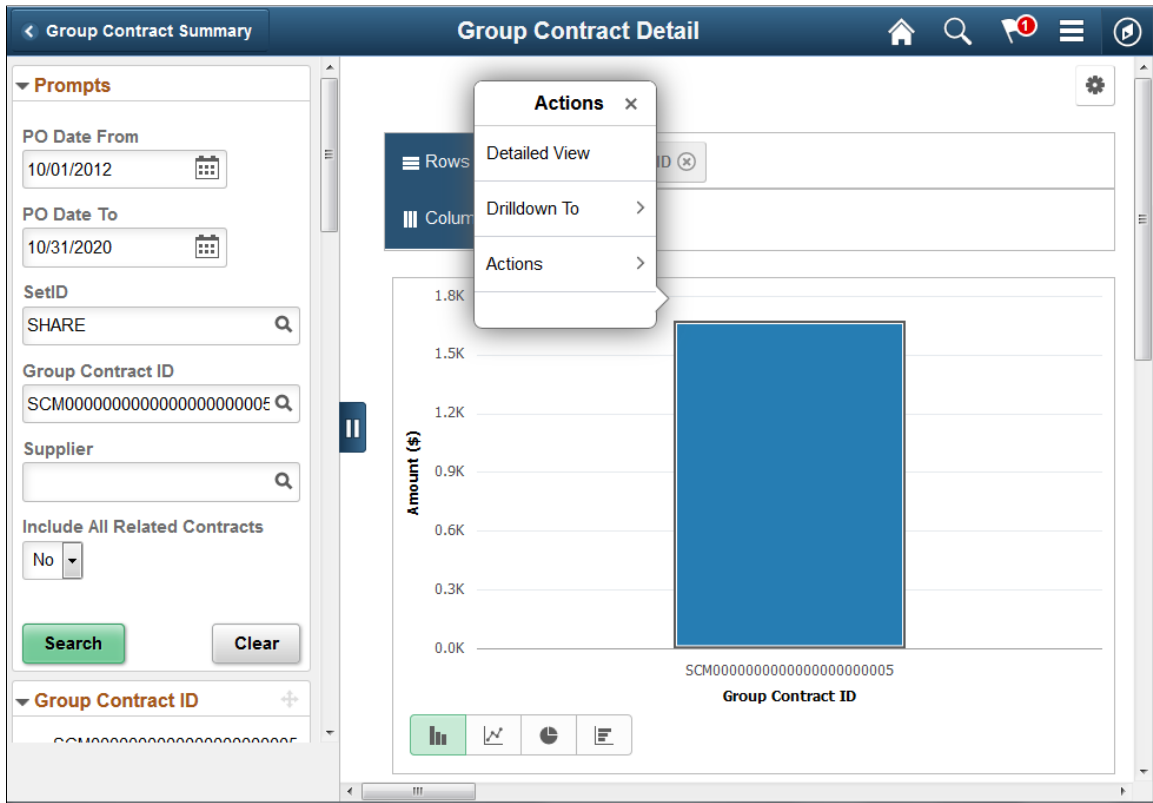 Group Contract Summary
Group Contract Detail
1
Prompts
PO Date From
10/01/2012
PO Date To
10/31/2020
SetID
SHARE
Group Contract ID
SCM0000000000000000000005
Supplier
Include All Related Contracts
No
Search
Clear
Group Contract ID
Actions
Detailed View
Drilldown To
Actions
Rows
ID
Colum
1.8K
1.5K
1.2K
0.9K
0.6K
0.3K
0.0K
Amount ($)
SCM0000000000000000000005
Group Contract ID